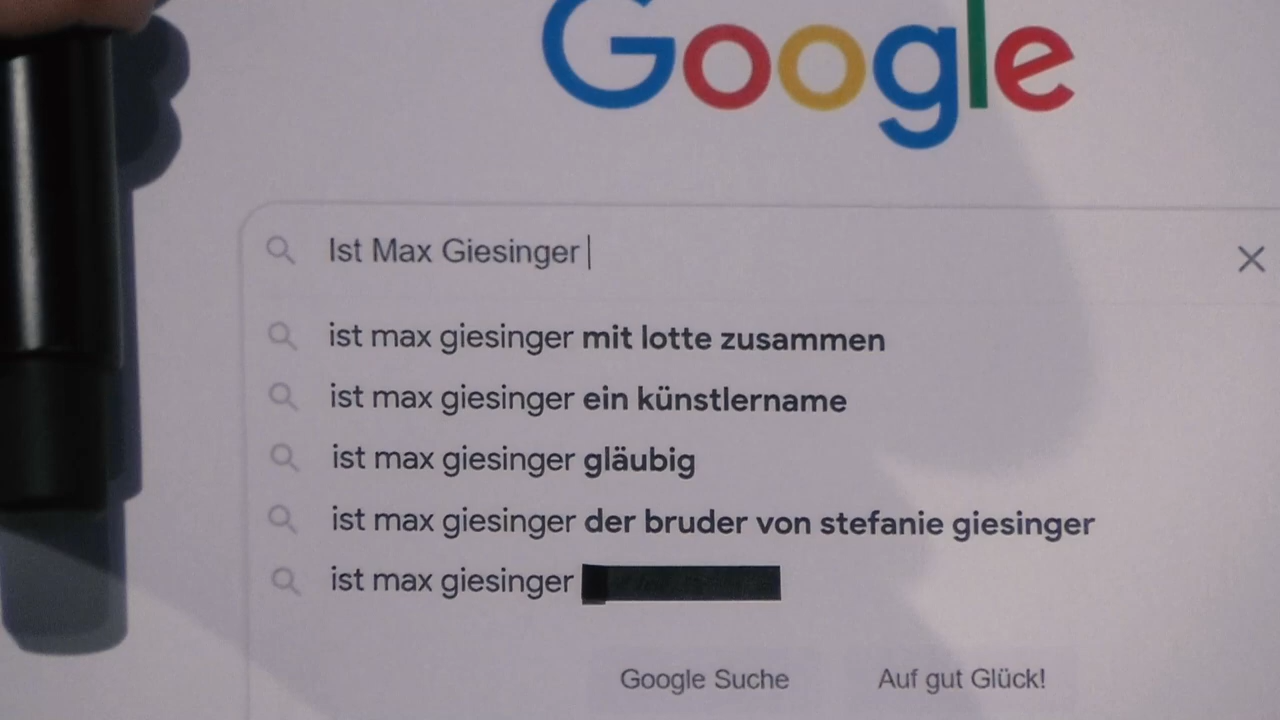 Google
Ist Max Giesinger
ist max giesinger mit lotte zusammen
ist max giesinger ein künstlername
ist max giesinger gläubig
ist max giesinger der bruder von stefanie giesinger
ist max giesinger
Google Suche Auf gut Glück!